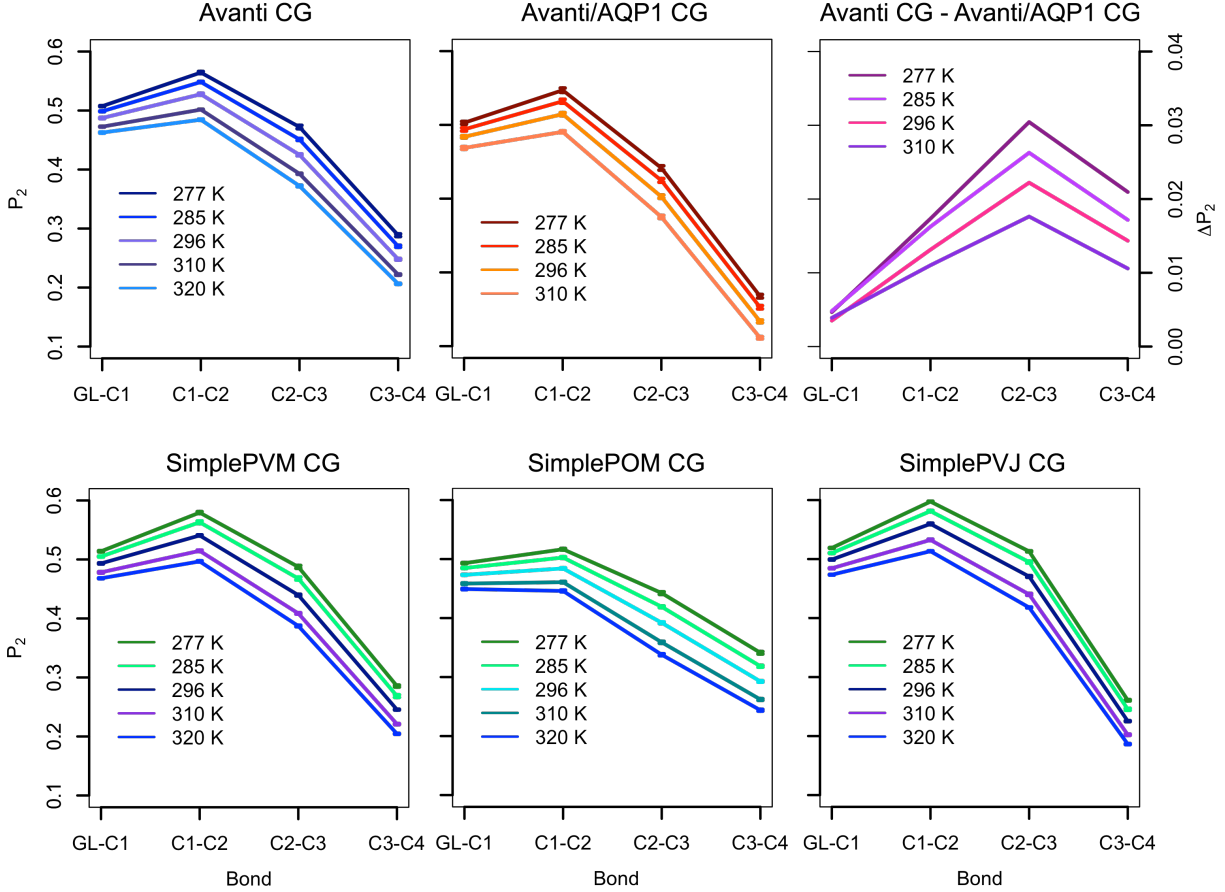 Avanti CG
Avanti/AQP1 CG
Avanti CG - Avanti/AQP1 CG
P2
0.6
0.5
0.4
0.3
0.2
0.1
277 K
285 K
296 K
310 K
320 K
GL-C1
C1-C2
C2-C3
C3-C4
277 K
285 K
296 K
310 K
GL-C1
C1-C2
C2-C3
C3-C4
277 K
285 K
296 K
310 K
0.04
0.03
0.02
0.01
0.00
ΔP2
GL-C1
C1-C2
C2-C3
C3-C4
SimplePVM CG
SimplePOM CG
SimplePVJ CG
P2
0.6
0.5
0.4
0.3
0.2
0.1
277 K
285 K
296 K
310 K
320 K
GL-C1
C1-C2
C2-C3
C3-C4
Bond
277 K
285 K
296 K
310 K
320 K
GL-C1
C1-C2
C2-C3
C3-C4
Bond
277 K
285 K
296 K
310 K
320 K
GL-C1
C1-C2
C2-C3
C3-C4
Bond